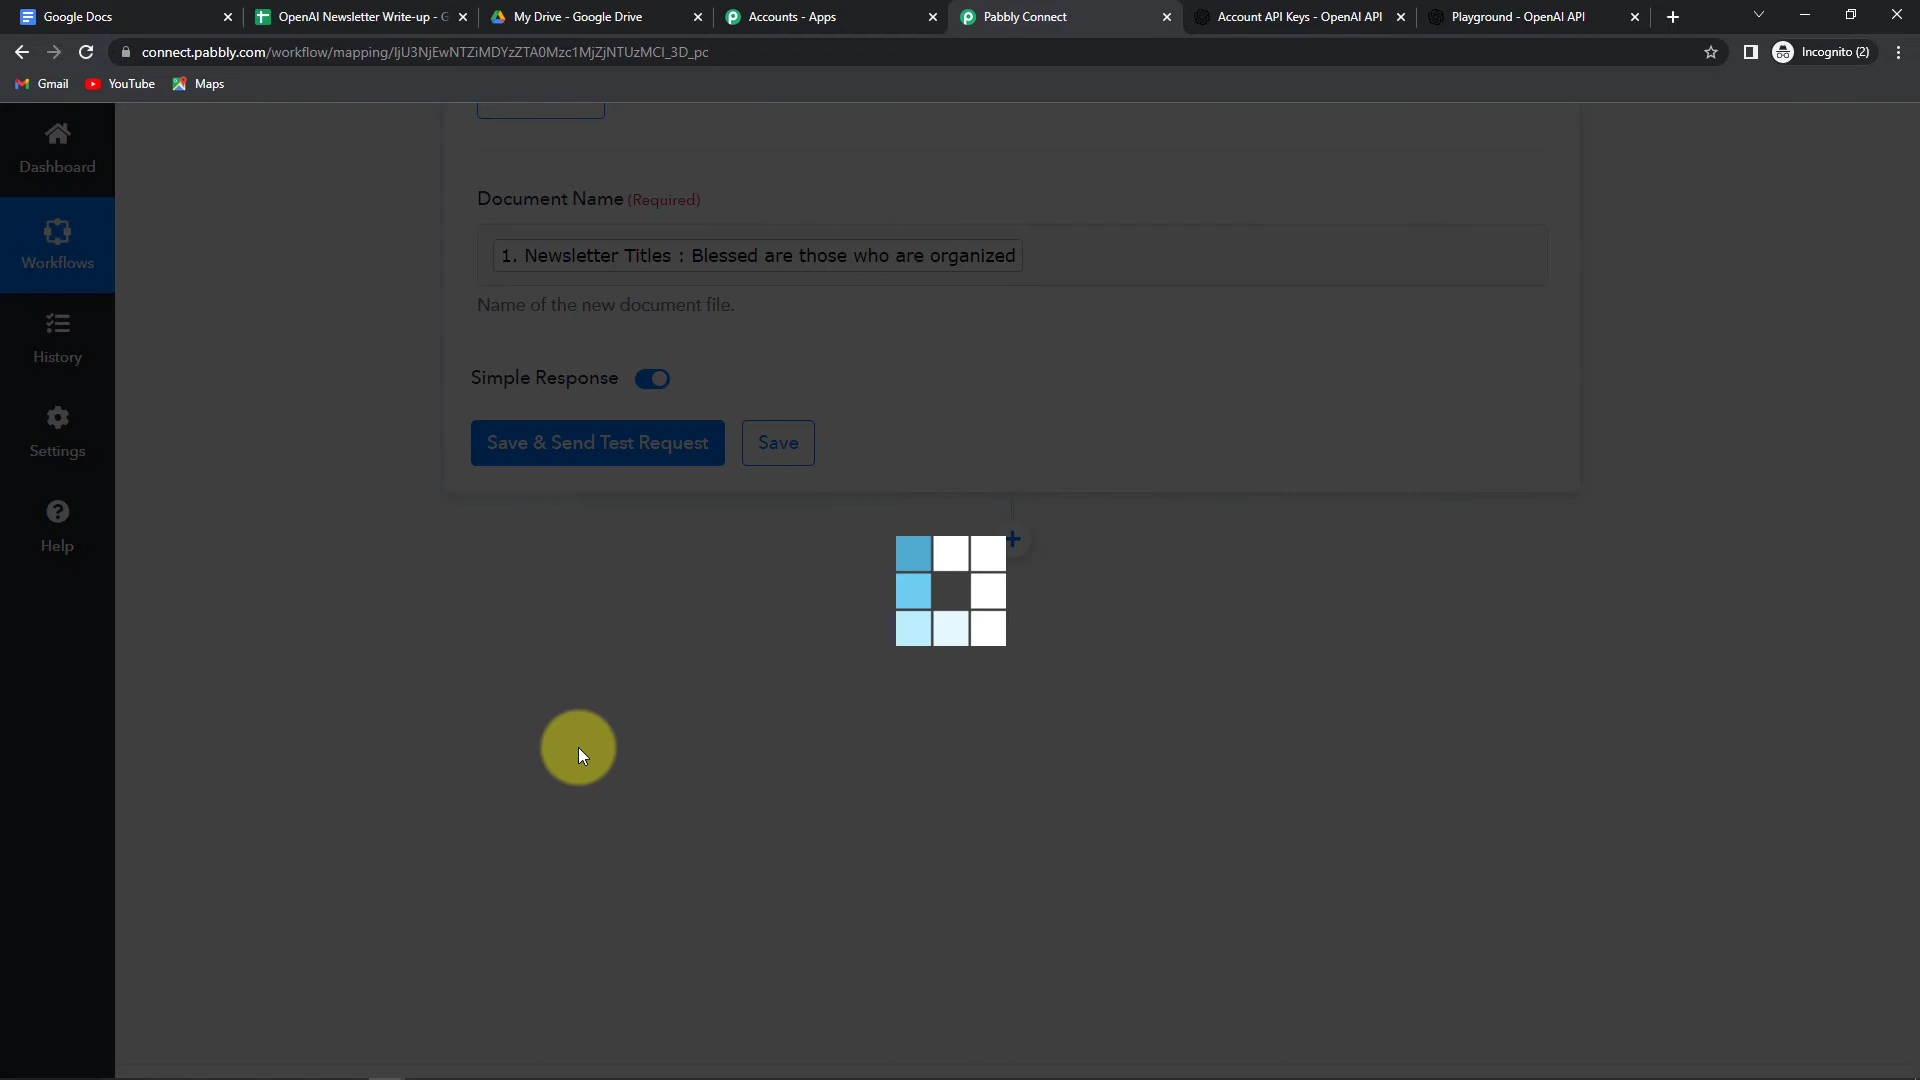 Google Docs
OpenAI Newsletter Write-up - G
My Drive - Google Drive
Accounts - Apps
Pabbly Connect
Account API Keys - OpenAI API
Playground - OpenAI API
connect.pabbly.com/workflow/mapping/IjU3NjEwNTZiMDYzZTA0Mzc1MjZjNTUzMCI_3D_pc
Incognito (2)
Gmail
YouTube
Maps
Dashboard
Workflows
History
Settings
Help
Document Name (Required)
1. Newsletter Titles : Blessed are those who are organized
Name of the new document file.
Simple Response
Save & Send Test Request
Save